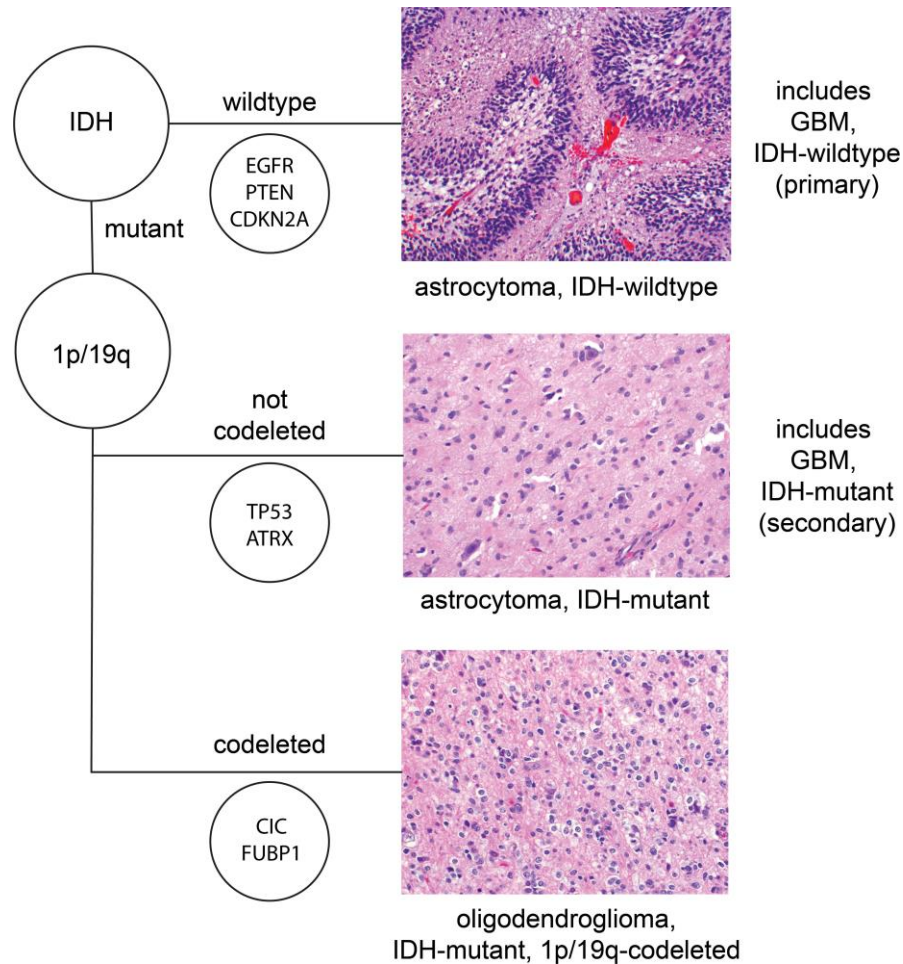 IDH
wildtype
EGFR
PTEN
CDKN2A
includes
GBM,
IDH-wildtype
(primary)
mutant
astrocytoma, IDH-wildtype
1p/19q
not
codeleted
TP53
ATRX
includes
GBM,
IDH-mutant
(secondary)
astrocytoma, IDH-mutant
codeleted
CIC
FUBP1
oligodendroglioma,
IDH-mutant, 1p/19q-codeleted